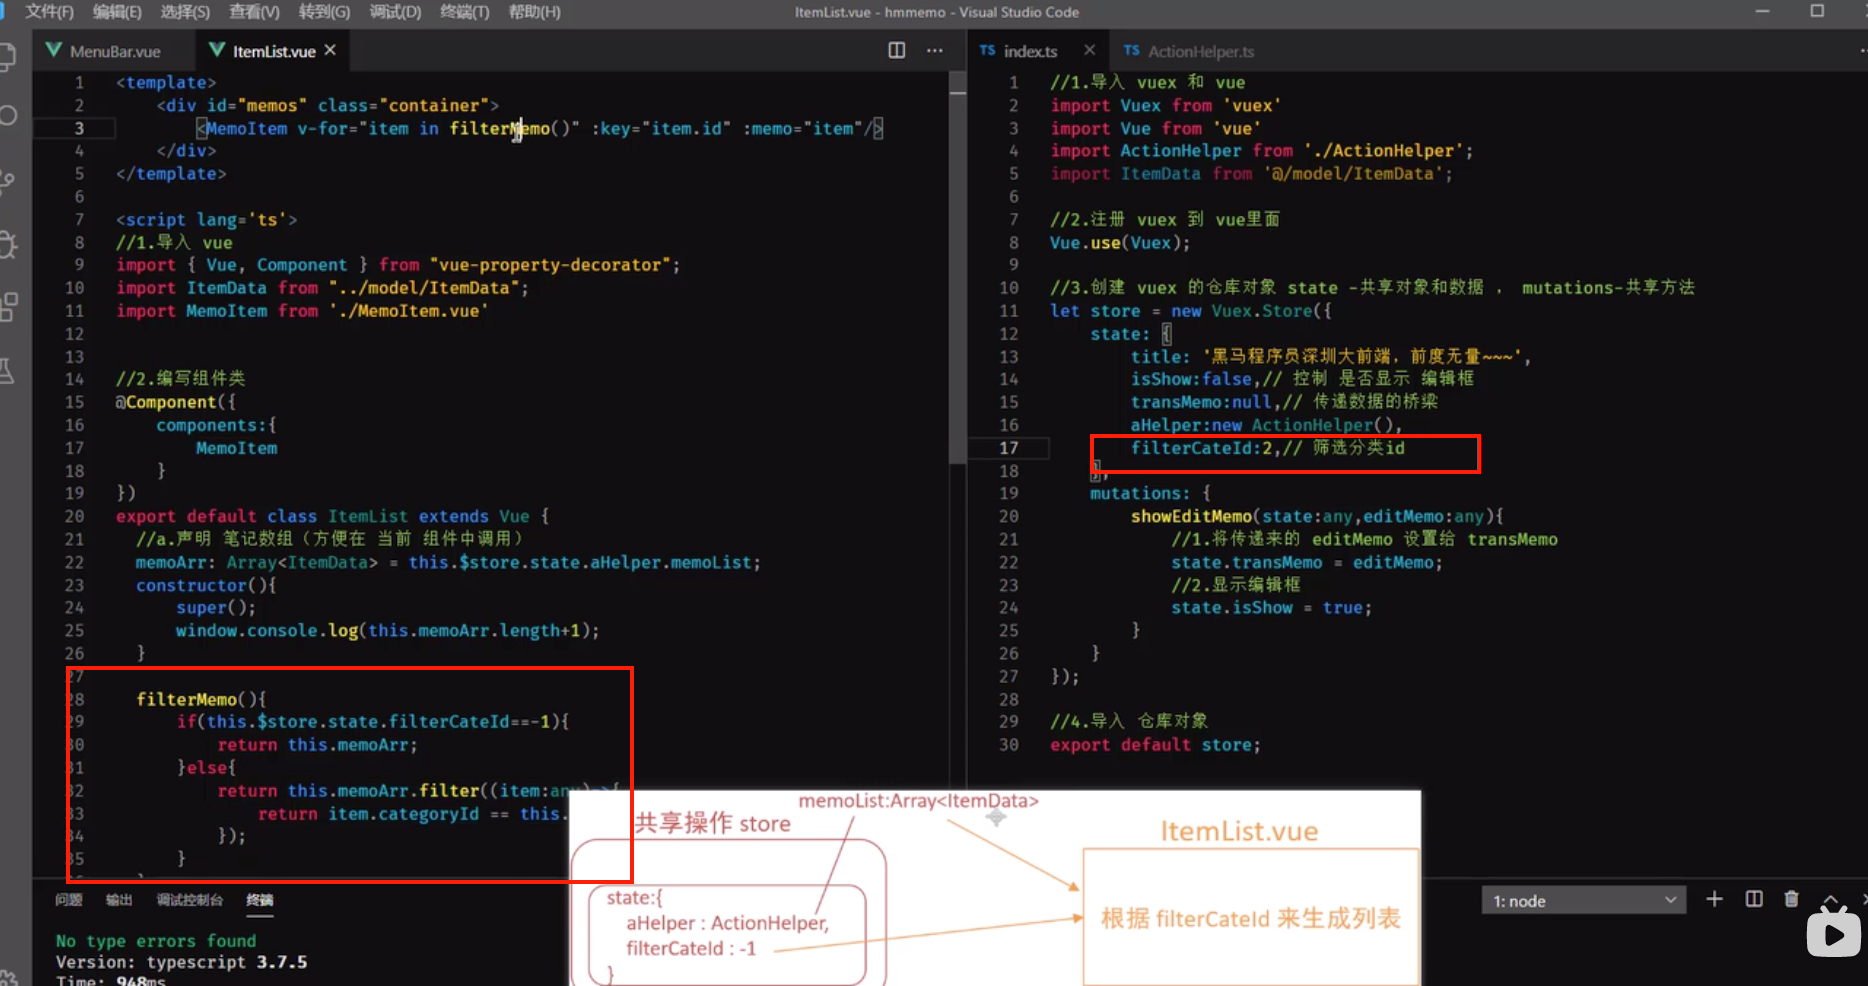 文件(F) 编辑(E) 选择(S) 查看(V) 转到(G) 调试(D) 终端(T) 帮助(H)
ItemList.vue - hmmemo - Visual Studio Code
MenuBar.vue
ItemList.vue
1 <template>
2 <div id="memos" class="container">
3 <MemoItem v-for="item in filterMemo()" :key="item.id" :memo="item"/>
4 </div>
5 </template>
6
7 <script lang='ts'>
8 //1.导入 vue
9 import { Vue, Component } from "vue-property-decorator";
10 import ItemData from "../model/ItemData";
11 import MemoItem from './MemoItem.vue'
12
13
14 //2.编写组件类
15 @Component({
16 components:{
17 MemoItem
18 }
19 })
20 export default class ItemList extends Vue {
21 //a.声明 笔记数组（方便在 当前 组件中调用）
22 memoArr: Array<ItemData> = this.$store.state.aHelper.memoList;
23 constructor(){
24 super();
25 window.console.log(this.memoArr.length+1);
26 }
27
28 filterMemo(){
29 if(this.$store.state.filterCateId==-1){
30 return this.memoArr;
31 }else{
32 return this.memoArr.filter((item:any)=>{
33 return item.categoryId == this.
34 });
35 }
TS index.ts
TS ActionHelper.ts
1 //1.导入 vuex 和 vue
2 import Vuex from 'vuex'
3 import Vue from 'vue'
4 import ActionHelper from './ActionHelper';
5 import ItemData from '@/model/ItemData';
6
7 //2.注册 vuex 到 vue里面
8 Vue.use(Vuex);
9
10 //3.创建 vuex 的仓库对象 state -共享对象和数据 ， mutations-共享方法
11 let store = new Vuex.Store({
12 state: {
13 title: '黑马程序员深圳大前端，前度无量~~~',
14 isShow:false,// 控制 是否显示 编辑框
15 transMemo:null,// 传递数据的桥梁
16 aHelper:new ActionHelper(),
17 filterCateId:2,// 筛选分类id
18 },
19 mutations: {
20 showEditMemo(state:any,editMemo:any){
21 //1.将传递来的 editMemo 设置给 transMemo
22 state.transMemo = editMemo;
23 //2.显示编辑框
24 state.isShow = true;
25 }
26 }
27 });
28
29 //4.导入 仓库对象
30 export default store;
memoList:Array<ItemData>
共享操作 store
state:{
aHelper : ActionHelper,
filterCateId : -1
}
ItemList.vue
根据 filterCateId 来生成列表
问题 输出 调试控制台 终端
1: node
No type errors found
Version: typescript 3.7.5
Time: 948ms